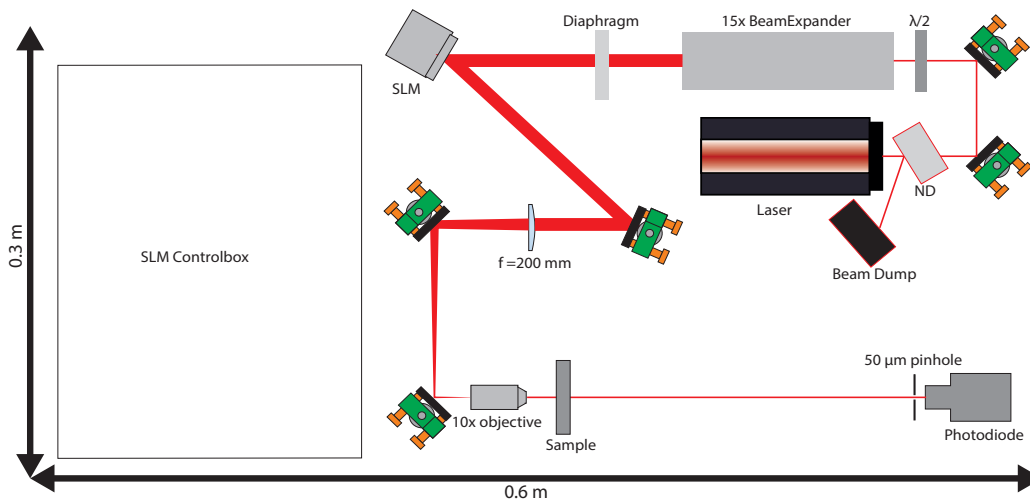 Diaphragm
15x BeamExpander
λ/2
SLM
ND
Laser
Beam Dump
0.3 m
SLM Controlbox
f =200 mm
50 μm pinhole
10x objective
Sample
Photodiode
0.6 m